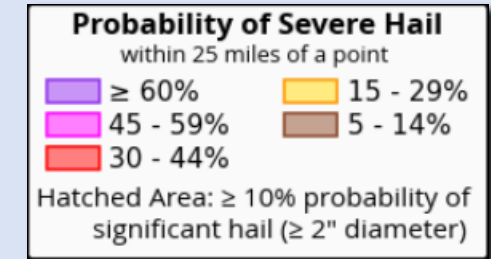 Probability of Severe Hail
within 25 miles of a point
≥ 60%
15 - 29%
45 - 59%
5 - 14%
30 - 44%
Hatched Area: ≥ 10% probability of
significant hail (≥ 2" diameter)